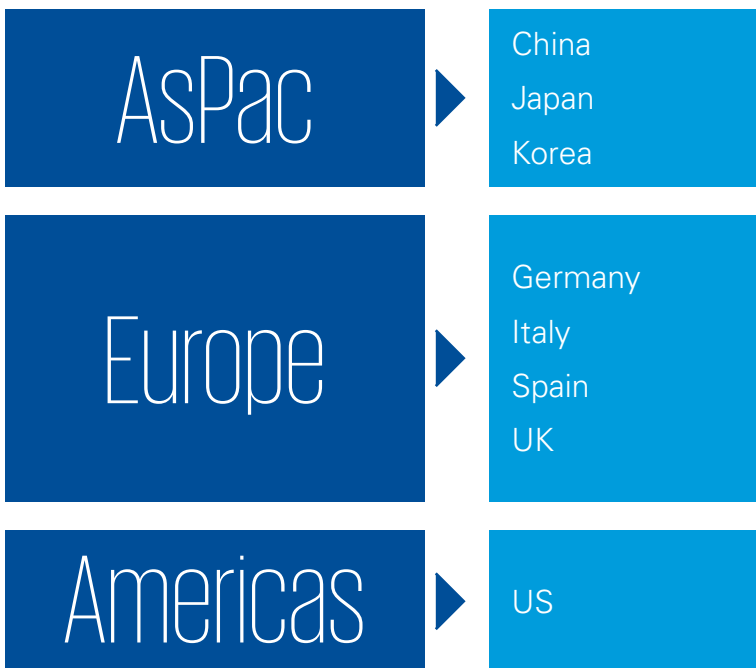 AsPac
China
Japan
Korea
Europe
Germany
Italy
Spain
UK
Americas
US